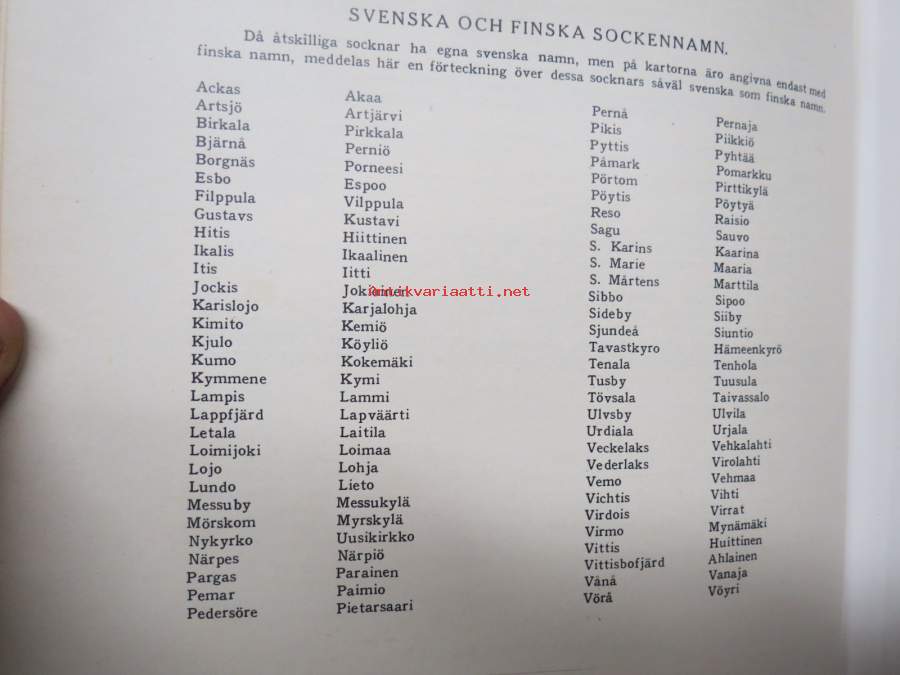 SVENSKA OCH FINSKA SOCKENNAMN.
Då åtskilliga socknar ha egna svenska namn, men på kartorna äro angivna endast med
finska namn, meddelas här en förteckning över dessa socknars såväl svenska som finska namn.
Ackas Akaa
Artsjö Artjärvi
Birkala Pirkkala
Bjärnå Perniö
Borgnäs Porneesi
Esbo Espoo
Filppula Vilppula
Gustavs Kustavi
Hitis Hiittinen
Ikalis Ikaalinen
Itis Iitti
Jockis Jokioinen
Karislojo Karjalohja
Kimito Kemiö
Kjulo Köyliö
Kumo Kokemäki
Kymmene Kymi
Lampis Lammi
Lappfjärd Lapväärti
Letala Laitila
Loimijoki Loimaa
Lojo Lohja
Lundo Lieto
Messuby Messukylä
Mörskom Myrskylä
Nykyrko Uusikirkko
Närpes Närpiö
Pargas Parainen
Pemar Paimio
Pedersöre Pietarsaari
Pernå Pernaja
Pikis Piikkiö
Pyttis Pyhtää
Påmark Pomarkku
Pörtom Pirttikylä
Pöytis Pöytyä
Reso Raisio
Sagu Sauvo
S. Karins Kaarina
S. Marie Maaria
S. Mårtens Marttila
Sibbo Sipoo
Sideby Siiby
Sjundeå Siuntio
Tavastkyro Hämeenkyrö
Tenala Tenhola
Tusby Tuusula
Tövsala Taivassalo
Ulvsby Ulvila
Urdiala Urjala
Veckelaks Vehkalahti
Vederlaks Virolahti
Vemo Vehmaa
Vichtis Vihti
Virdois Virrat
Virmo Mynämäki
Vittis Huittinen
Vittisbofjärd Ahlainen
Vånå Vanaja
Vörå Vöyri
antikvariaatti.net